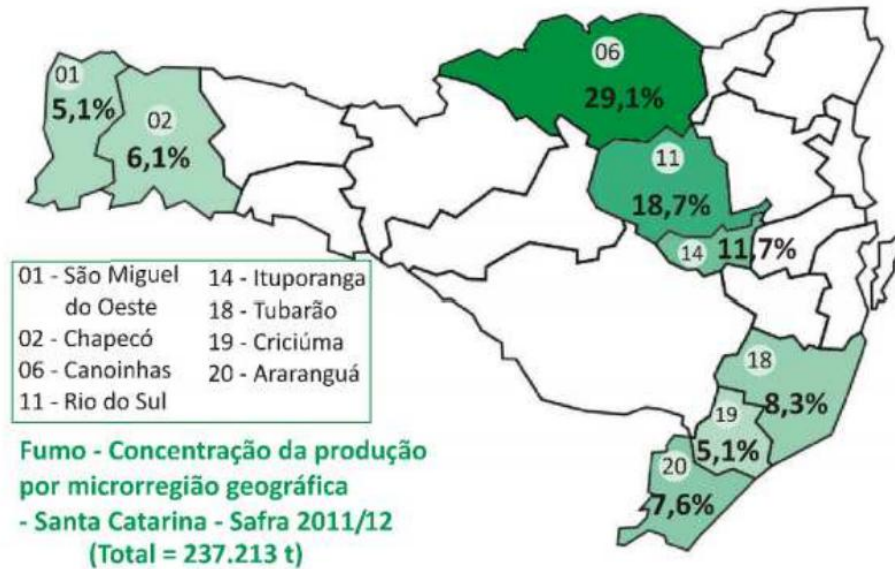 06
29,1%
01
5,1%
02
6,1%
11
18,7%
14
11,7%
01 - São Miguel
do Oeste
02 - Chapecó
06 - Canoinhas
11 - Rio do Sul
14 - Ituporanga
18 - Tubarão
19 - Criciúma
20 - Araranguá
18
8,3%
19
5,1%
20
7,6%
Fumo - Concentração da produção
por microrregião geográfica
- Santa Catarina - Safra 2011/12
(Total = 237.213 t)